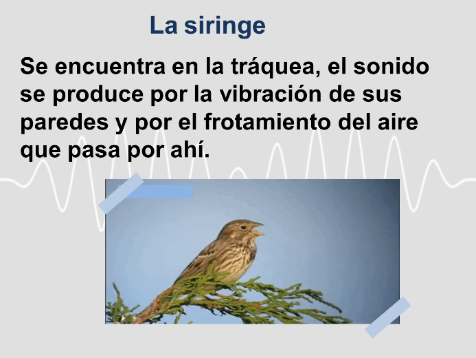 La siringe
Se encuentra en la tráquea, el sonido
se produce por la vibración de sus
paredes y por el frotamiento del aire
que pasa por ahí.